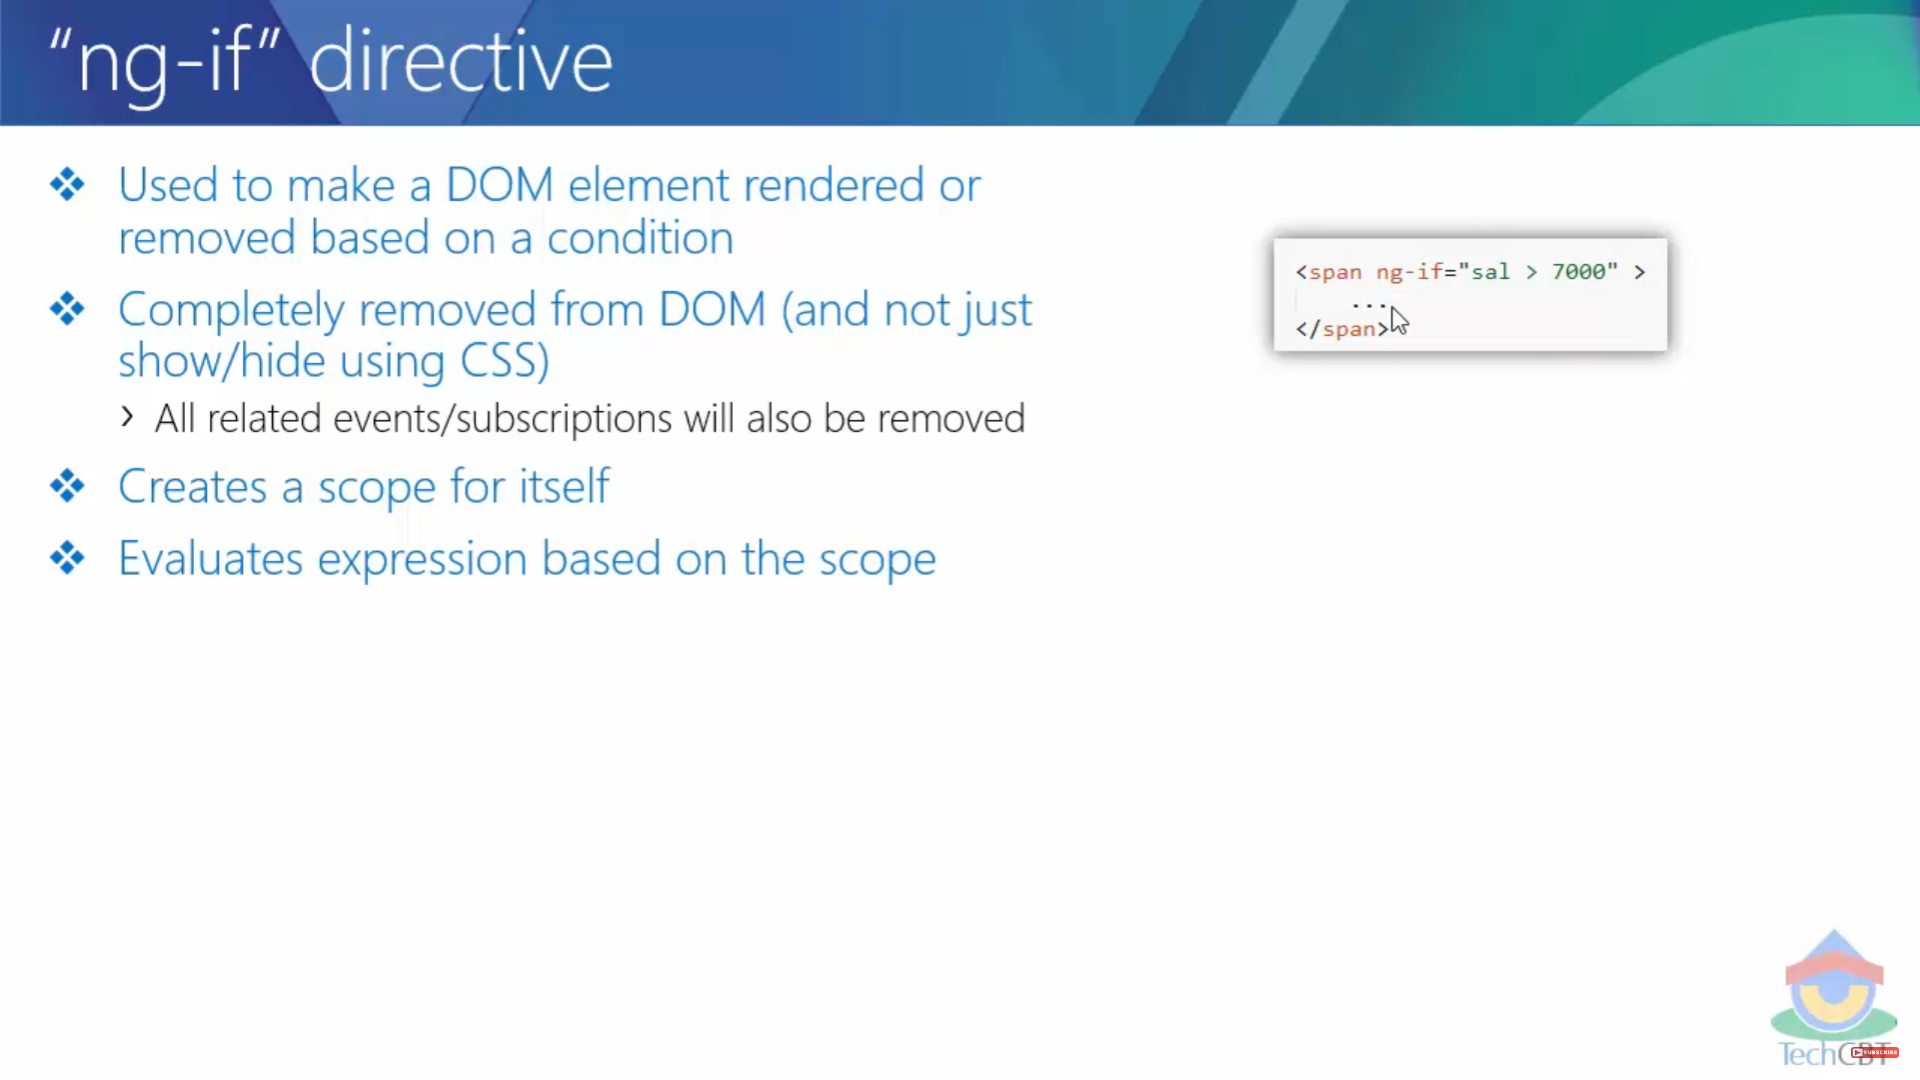 “ng-if” directive
Used to make a DOM element rendered or
removed based on a condition
Completely removed from DOM (and not just
show/hide using CSS)
All related events/subscriptions will also be removed
Creates a scope for itself
Evaluates expression based on the scope
<span ng-if="sal > 7000" >
...
</span>
TechCBT
SUBSCRIBE